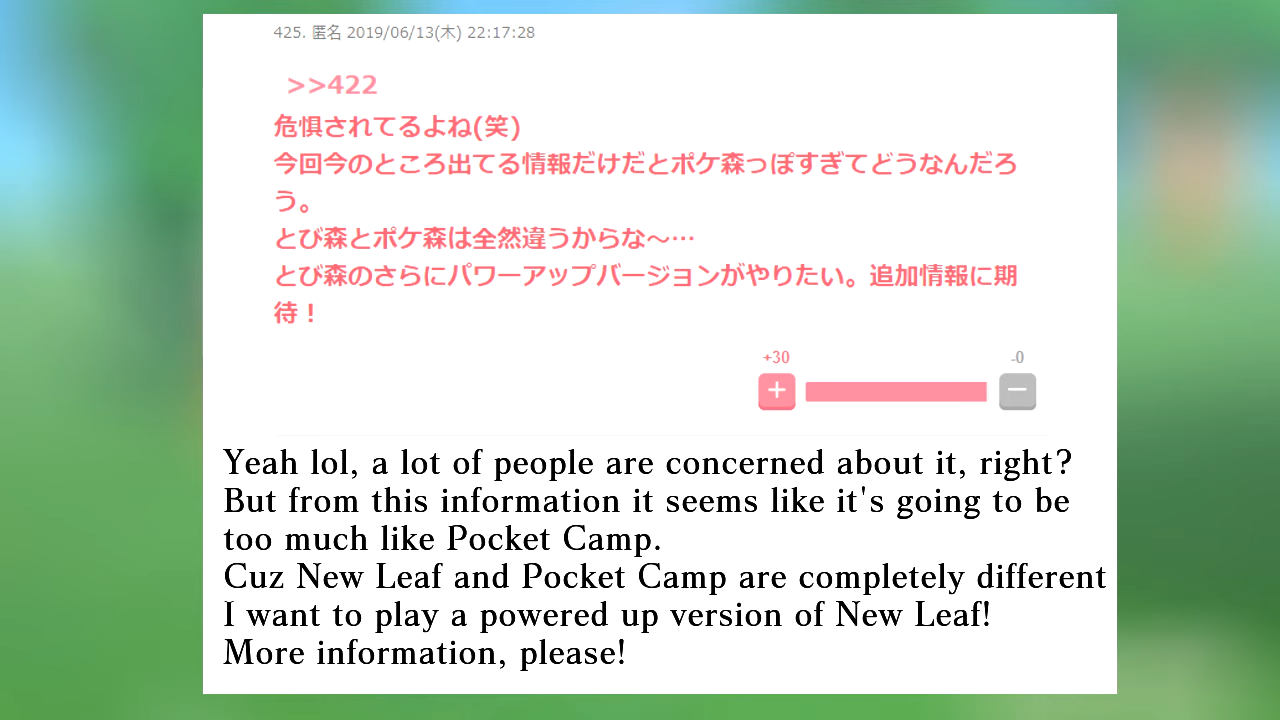 425. 匿名 2019/06/13(木) 22:17:28
>>422
危惧されてるよね(笑)
今回今のところ出てる情報だけだとポケ森っぽすぎてどうなんだろ
う。
とび森とポケ森は全然違うからな〜…
とび森のさらにパワーアップバージョンがやりたい。追加情報に期
待！
+30
-0
Yeah lol, a lot of people are concerned about it, right?
But from this information it seems like it's going to be
too much like Pocket Camp.
Cuz New Leaf and Pocket Camp are completely different
I want to play a powered up version of New Leaf!
More information, please!